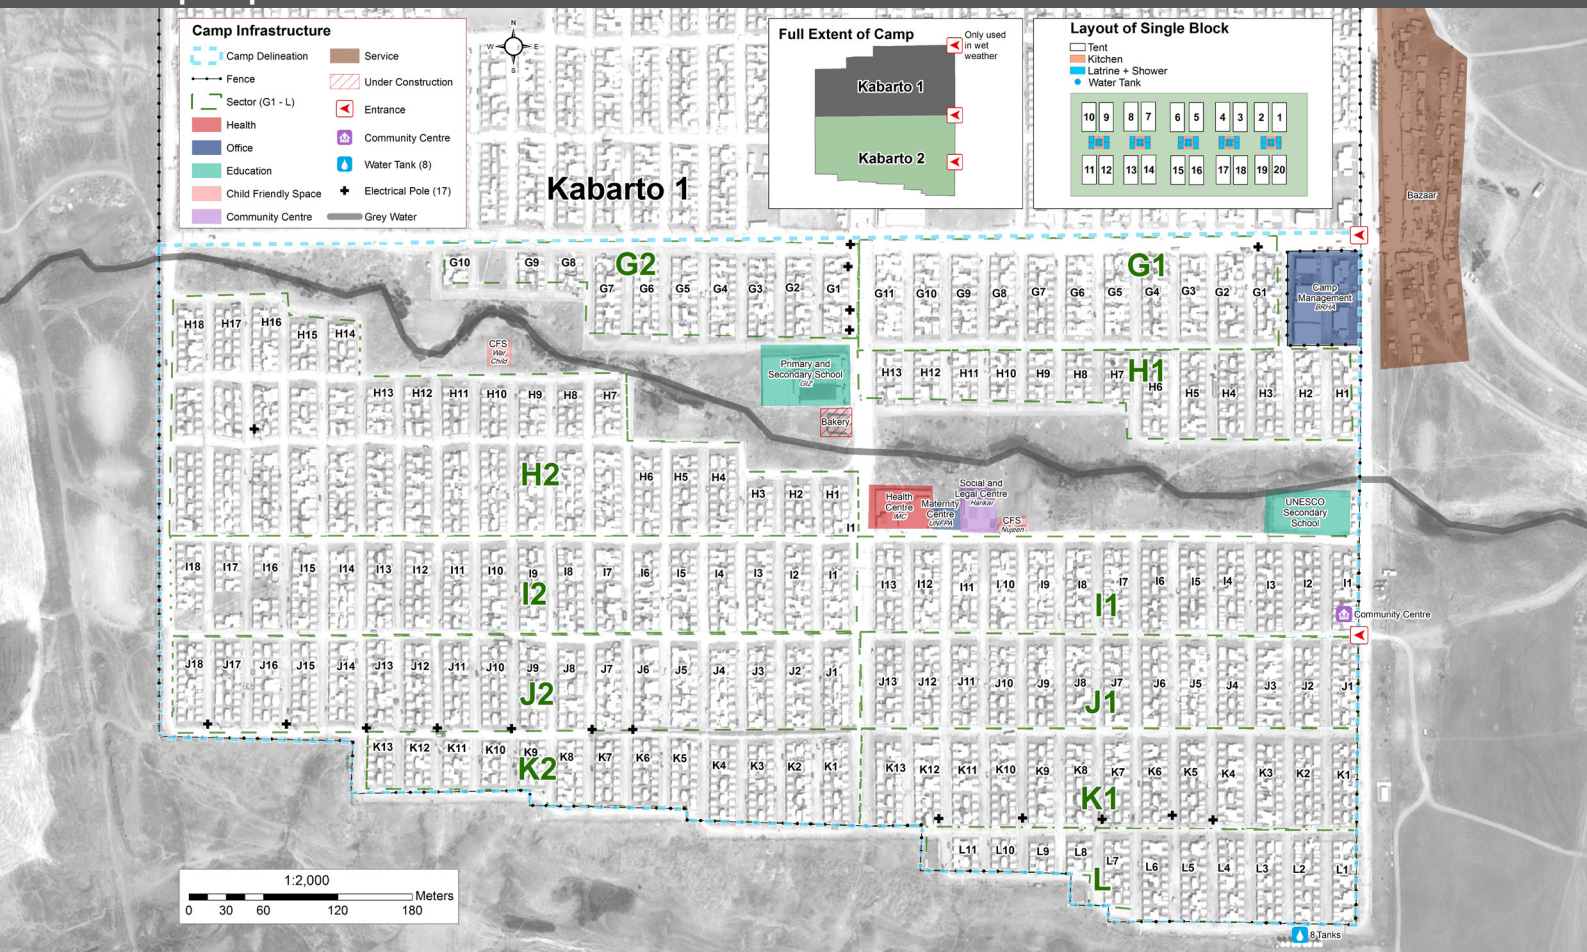 Camp Infrastructure
Camp Delineation
Fence
Sector (G1 - L)
Health
Office
Education
Child Friendly Space
Community Centre
Service
Under Construction
Entrance
Community Centre
Water Tank (8)
Electrical Pole (17)
Grey Water
N
W E
S
Kabarto 1
Full Extent of Camp
Only used
in wet
weather
Kabarto 1
Kabarto 2
Layout of Single Block
Tent
Kitchen
Latrine + Shower
Water Tank
10 9 8 7 6 5 4 3 2 1
11 12 13 14 15 16 17 18 19 20
Bazaar
G2
G10 G9 G8
G7 G6 G5 G4 G3 G2 G1
G1
G11 G10 G9 G8 G7 G6 G5 G4 G3 G2 G1
Camp
Management
BRHA
H18 H17 H16 H15 H14
CFS
War
Child
Primary and
Secondary School
GIZ
Bakery
H1
H13 H12 H11 H10 H9 H8 H7 H6 H5 H4 H3 H2 H1
H13 H12 H11 H10 H9 H8 H7
H2
H6 H5 H4 H3 H2 H1
I1
Health
Centre
IMC
Maternity
Centre
UNFPA
Social and
Legal Centre
Harikar
CFS
Nujeen
UNESCO
Secondary
School
I18 I17 I16 I15 I14 I13 I12 I11 I10 I9 I8 I7 I6 I5 I4 I3 I2 I1
I2
I13 I12 I11 I10 I9 I8 I7 I6 I5 I4 I3 I2 I1
I1
Community Centre
J18 J17 J16 J15 J14 J13 J12 J11 J10 J9 J8 J7 J6 J5 J4 J3 J2 J1
J2
J13 J12 J11 J10 J9 J8 J7 J6 J5 J4 J3 J2 J1
J1
K13 K12 K11 K10 K9 K8 K7 K6 K5 K4 K3 K2 K1
K2
K13 K12 K11 K10 K9 K8 K7 K6 K5 K4 K3 K2 K1
K1
L11 L10 L9 L8 L7 L6 L5 L4 L3 L2 L1
L
8 Tanks
1:2,000
Meters
0 30 60 120 180